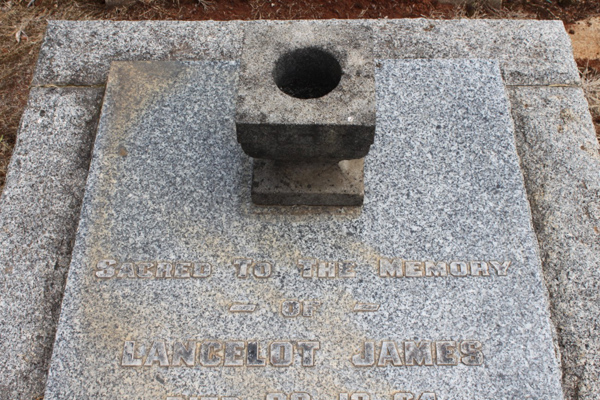 SACRED TO THE MEMORY
– OF –
LANCELOT JAMES